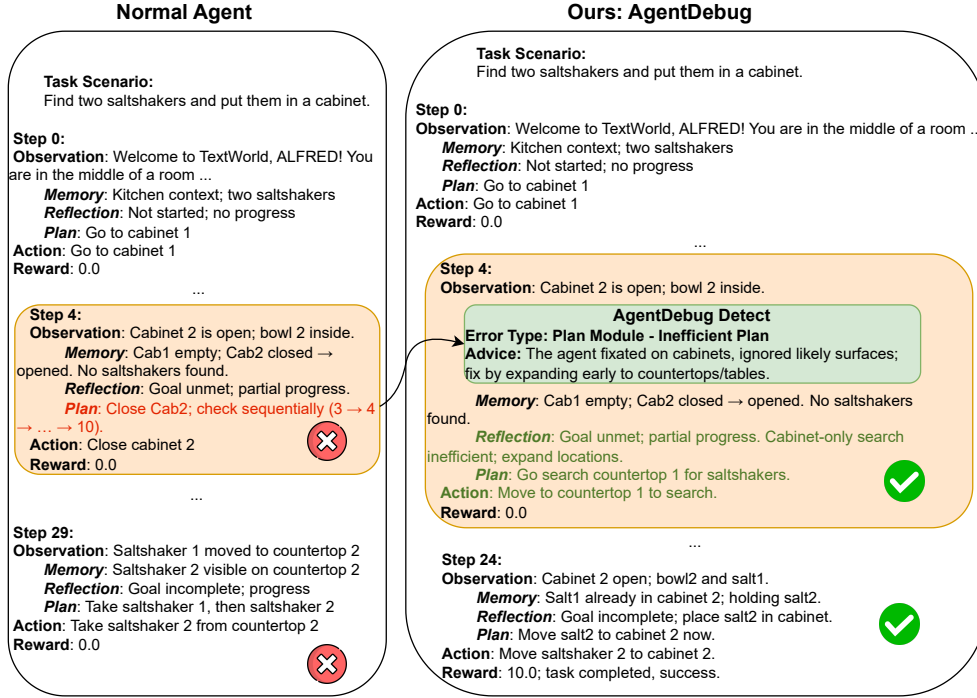 Normal Agent
Task Scenario:
Find two saltshakers and put them in a cabinet.
Step 0:
Observation: Welcome to TextWorld, ALFRED! You
are in the middle of a room ...
Memory: Kitchen context; two saltshakers
Reflection: Not started; no progress
Plan: Go to cabinet 1
Action: Go to cabinet 1
Reward: 0.0
...
Step 4:
Observation: Cabinet 2 is open; bowl 2 inside.
Memory: Cab1 empty; Cab2 closed →
opened. No saltshakers found.
Reflection: Goal unmet; partial progress.
Plan: Close Cab2; check sequentially (3 → 4
→ ... → 10).
Action: Close cabinet 2
Reward: 0.0
...
Step 29:
Observation: Saltshaker 1 moved to countertop 2
Memory: Saltshaker 2 visible on countertop 2
Reflection: Goal incomplete; progress
Plan: Take saltshaker 1, then saltshaker 2
Action: Take saltshaker 2 from countertop 2
Reward: 0.0
Ours: AgentDebug
Task Scenario:
Find two saltshakers and put them in a cabinet.
Step 0:
Observation: Welcome to TextWorld, ALFRED! You are in the middle of a room ...
Memory: Kitchen context; two saltshakers
Reflection: Not started; no progress
Plan: Go to cabinet 1
Action: Go to cabinet 1
Reward: 0.0
...
Step 4:
Observation: Cabinet 2 is open; bowl 2 inside.
AgentDebug Detect
Error Type: Plan Module - Inefficient Plan
Advice: The agent fixated on cabinets, ignored likely surfaces;
fix by expanding early to countertops/tables.
Memory: Cab1 empty; Cab2 closed → opened. No saltshakers
found.
Reflection: Goal unmet; partial progress. Cabinet-only search
inefficient; expand locations.
Plan: Go search countertop 1 for saltshakers.
Action: Move to countertop 1 to search.
Reward: 0.0
...
Step 24:
Observation: Cabinet 2 open; bowl2 and salt1.
Memory: Salt1 already in cabinet 2; holding salt2.
Reflection: Goal incomplete; place salt2 in cabinet.
Plan: Move salt2 to cabinet 2 now.
Action: Move saltshaker 2 to cabinet 2.
Reward: 10.0; task completed, success.